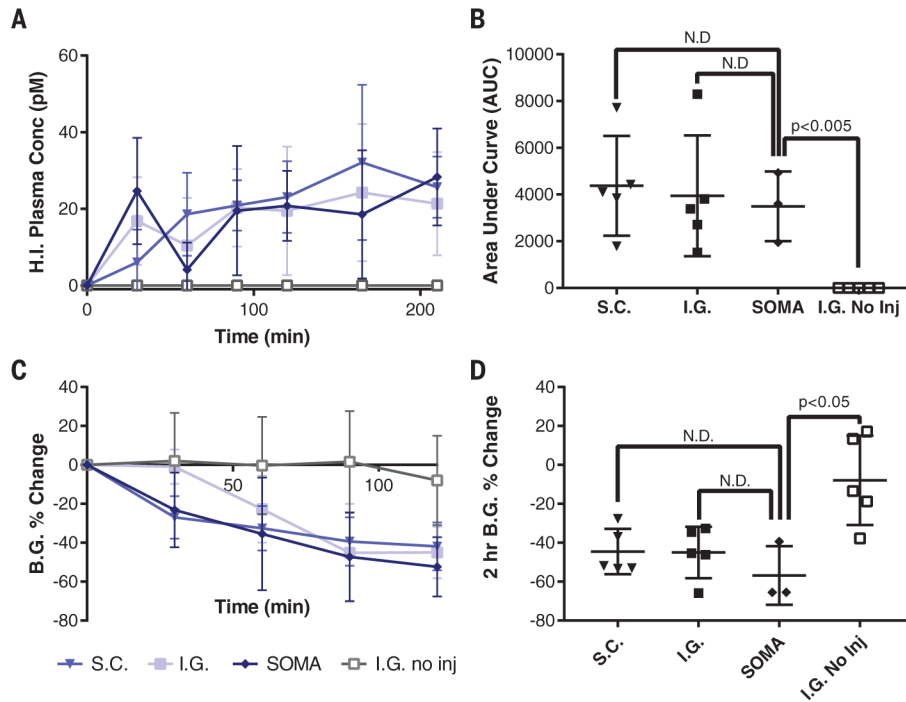 A
H.I. Plasma Conc (pM)
60
40
20
0
0
100
200
Time (min)
B
Area Under Curve (AUC)
10000
8000
6000
4000
2000
0
N.D
N.D
p<0.005
S.C.
I.G.
SOMA
I.G. No Inj
C
B.G. % Change
40
20
0
-20
-40
-60
-80
50
100
Time (min)
D
2 hr B.G. % Change
40
20
0
-20
-40
-60
-80
p<0.05
N.D.
N.D.
S.C.
I.G.
SOMA
I.G. No Inj
S.C.
I.G.
SOMA
I.G. no inj